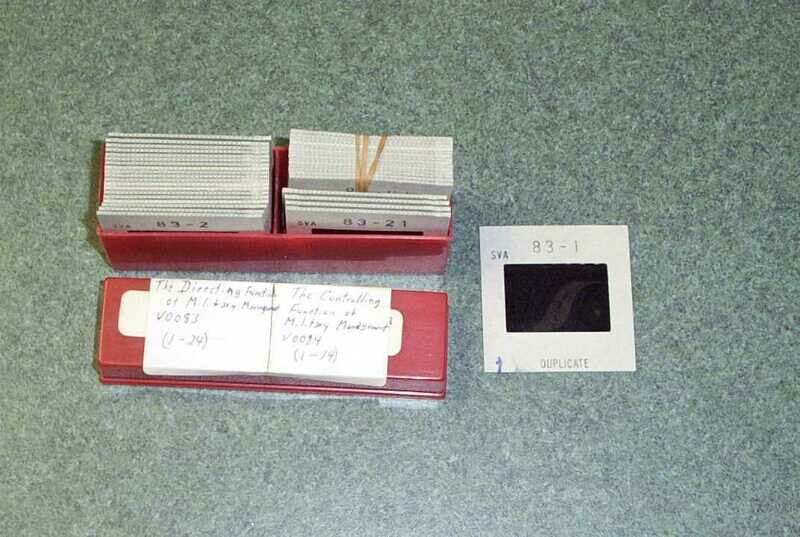 SVA 83-2
SVA 83-21
SVA 83-1
DUPLICATE
The Directing Function
of Military Management
V0083
(1-24)
The Controlling
Function of
Military Management
V0084
(1-14)